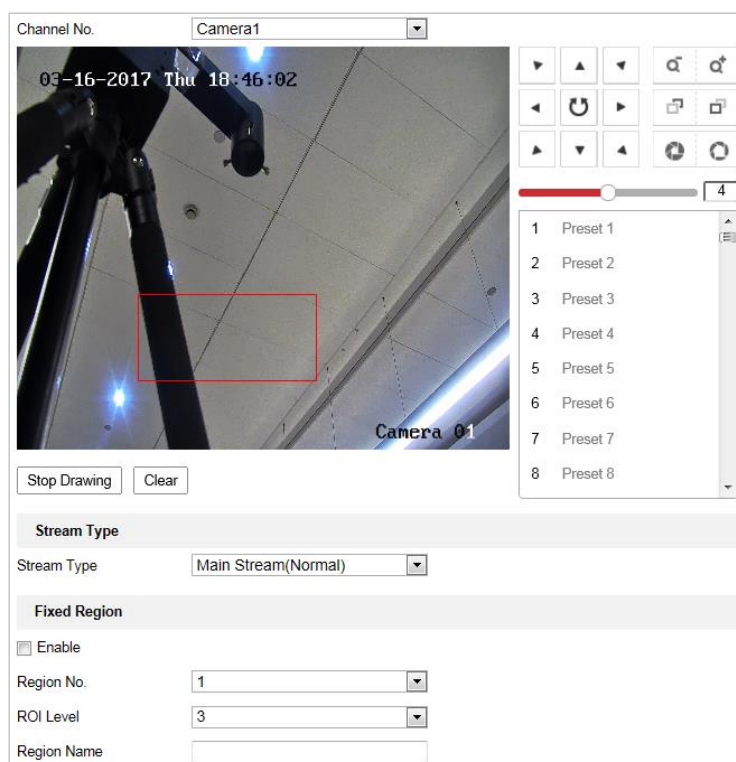 Channel No. Camera1
03-16-2017 Thu 18:46:02
Camera 01
4
1 Preset 1
2 Preset 2
3 Preset 3
4 Preset 4
5 Preset 5
6 Preset 6
7 Preset 7
8 Preset 8
Stop Drawing Clear
Stream Type
Stream Type Main Stream(Normal)
Fixed Region
Enable
Region No. 1
ROI Level 3
Region Name